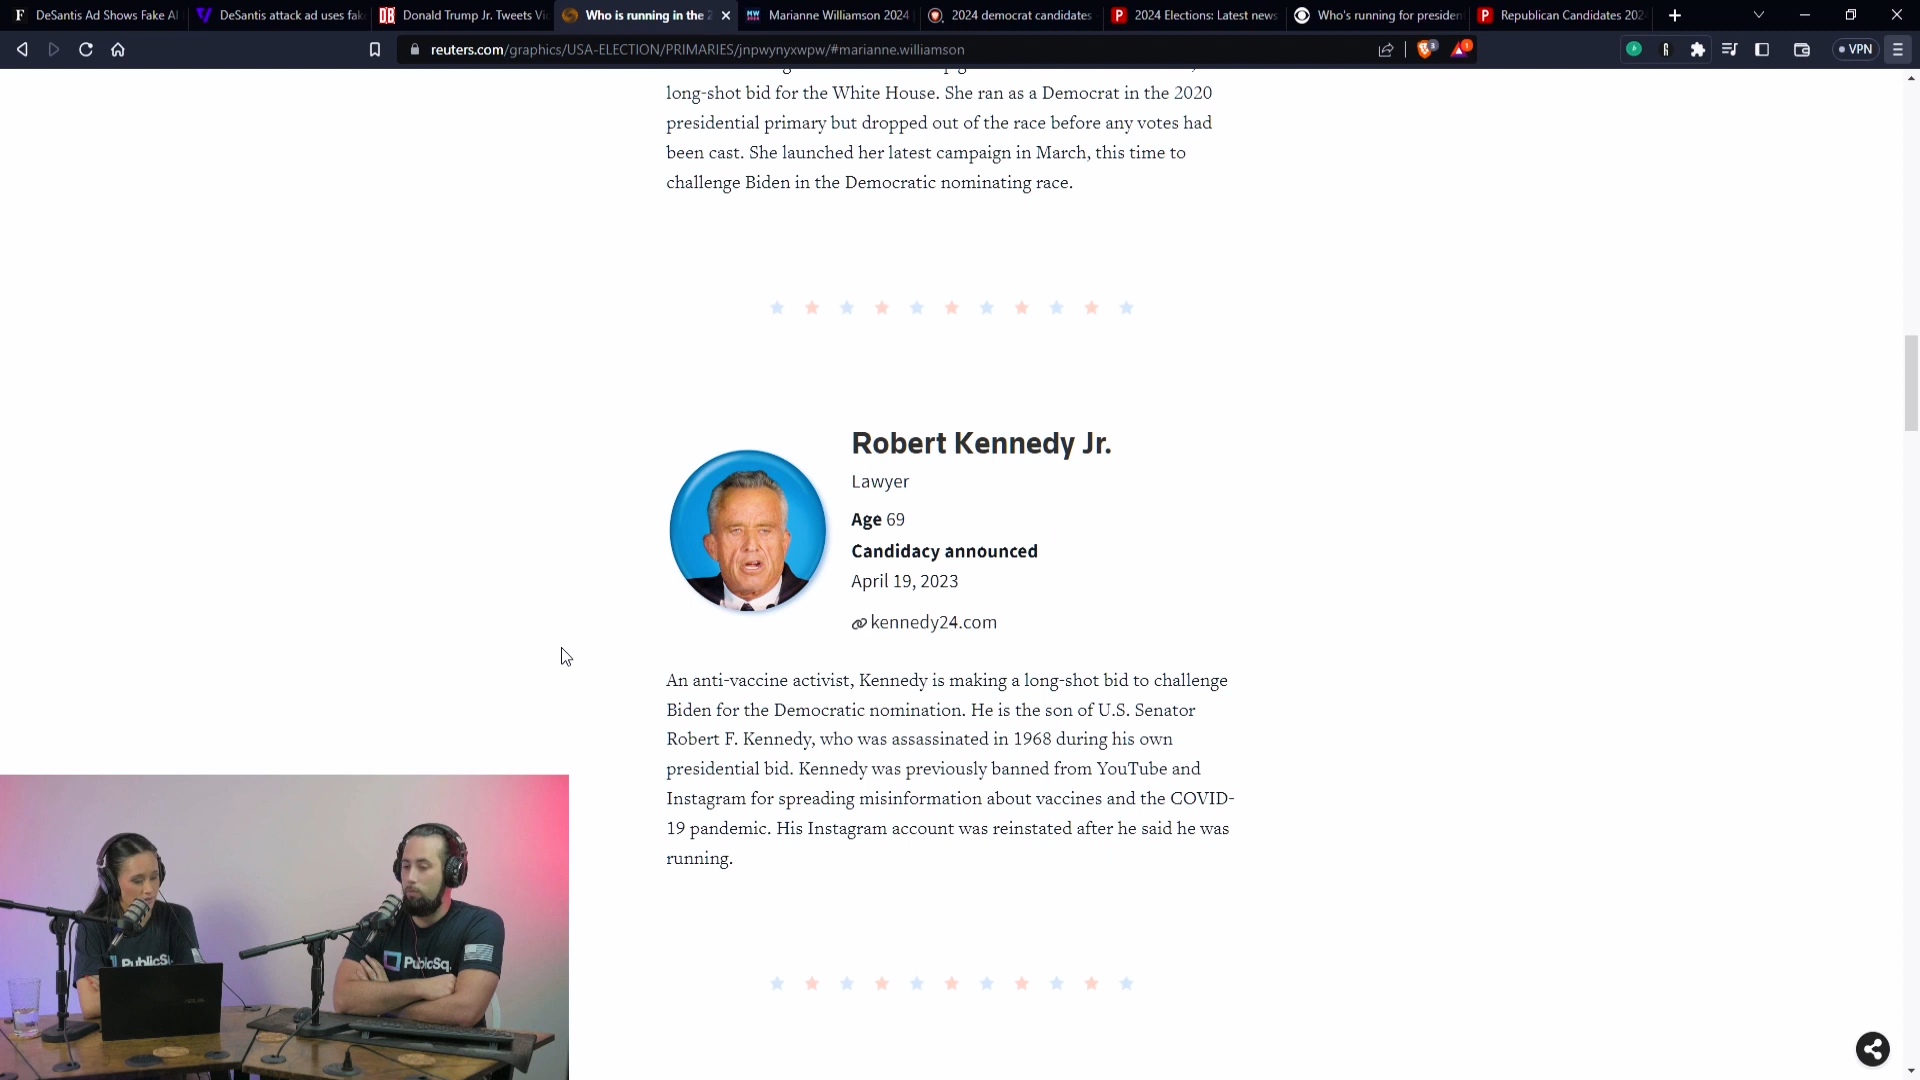 DeSantis Ad Shows Fake AI
DeSantis attack ad uses fake
Donald Trump Jr. Tweets Vi
Who is running in the 2
Marianne Williamson 2024
2024 democrat candidates
2024 Elections: Latest news
Who's running for presiden
Republican Candidates 202
reuters.com/graphics/USA-ELECTION/PRIMARIES/jnpwynyxwpw/#marianne.williamson
VPN
long-shot bid for the White House. She ran as a Democrat in the 2020
presidential primary but dropped out of the race before any votes had
been cast. She launched her latest campaign in March, this time to
challenge Biden in the Democratic nominating race.
Robert Kennedy Jr.
Lawyer
Age 69
Candidacy announced
April 19, 2023
kennedy24.com
An anti-vaccine activist, Kennedy is making a long-shot bid to challenge
Biden for the Democratic nomination. He is the son of U.S. Senator
Robert F. Kennedy, who was assassinated in 1968 during his own
presidential bid. Kennedy was previously banned from YouTube and
Instagram for spreading misinformation about vaccines and the COVID-
19 pandemic. His Instagram account was reinstated after he said he was
running.
PublicSq.
PublicSq.